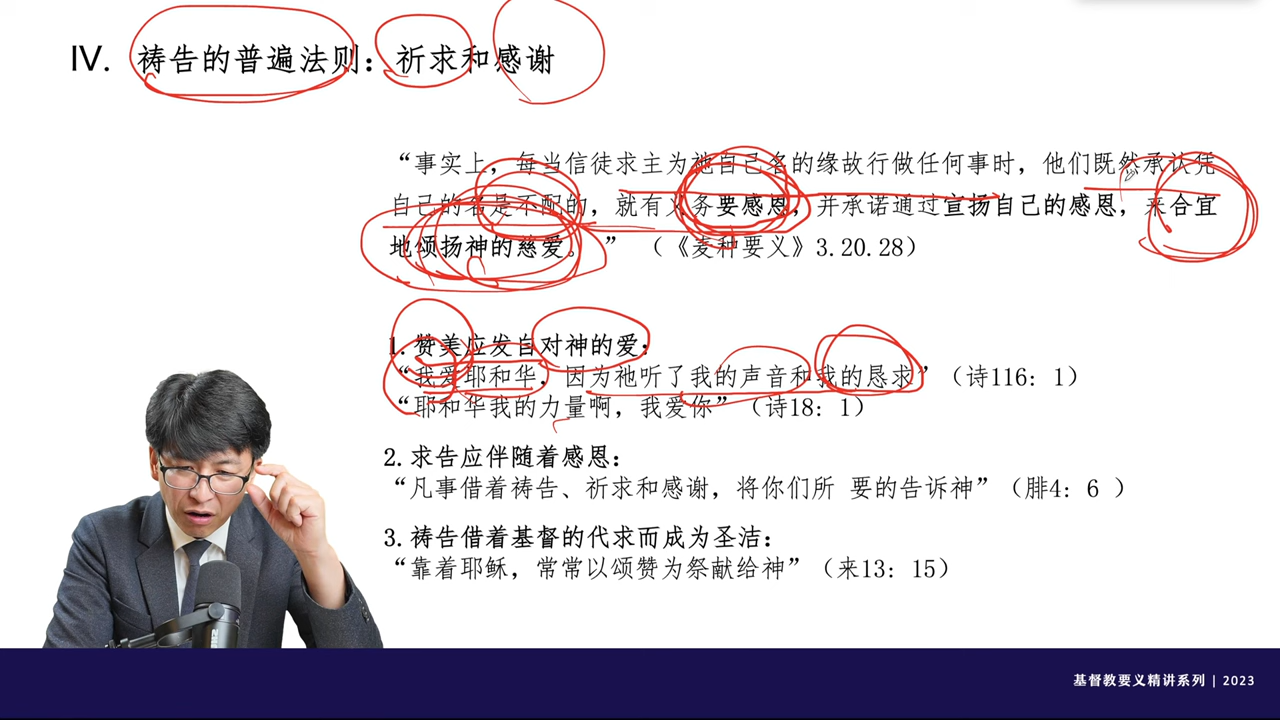 IV. 祷告的普遍法则：祈求和感谢
“事实上，每当信徒求主为祂自己名的缘故行做任何事时，他们既然承认凭
自己的名是不配的，就有义务要感恩，并承诺通过宣扬自己的感恩，来合宜
地颂扬神的慈爱。”（《麦种要义》3.20.28）
1.赞美应发自对神的爱：
“我爱耶和华，因为祂听了我的声音和我的恳求”（诗116：1）
“耶和华我的力量啊，我爱你”（诗18：1）
2.求告应伴随着感恩：
“凡事借着祷告、祈求和感谢，将你们所 要的告诉神”（腓4：6 ）
3.祷告借着基督的代求而成为圣洁：
“靠着耶稣，常常以颂赞为祭献给神”（来13：15）
基督教要义精讲系列 | 2023